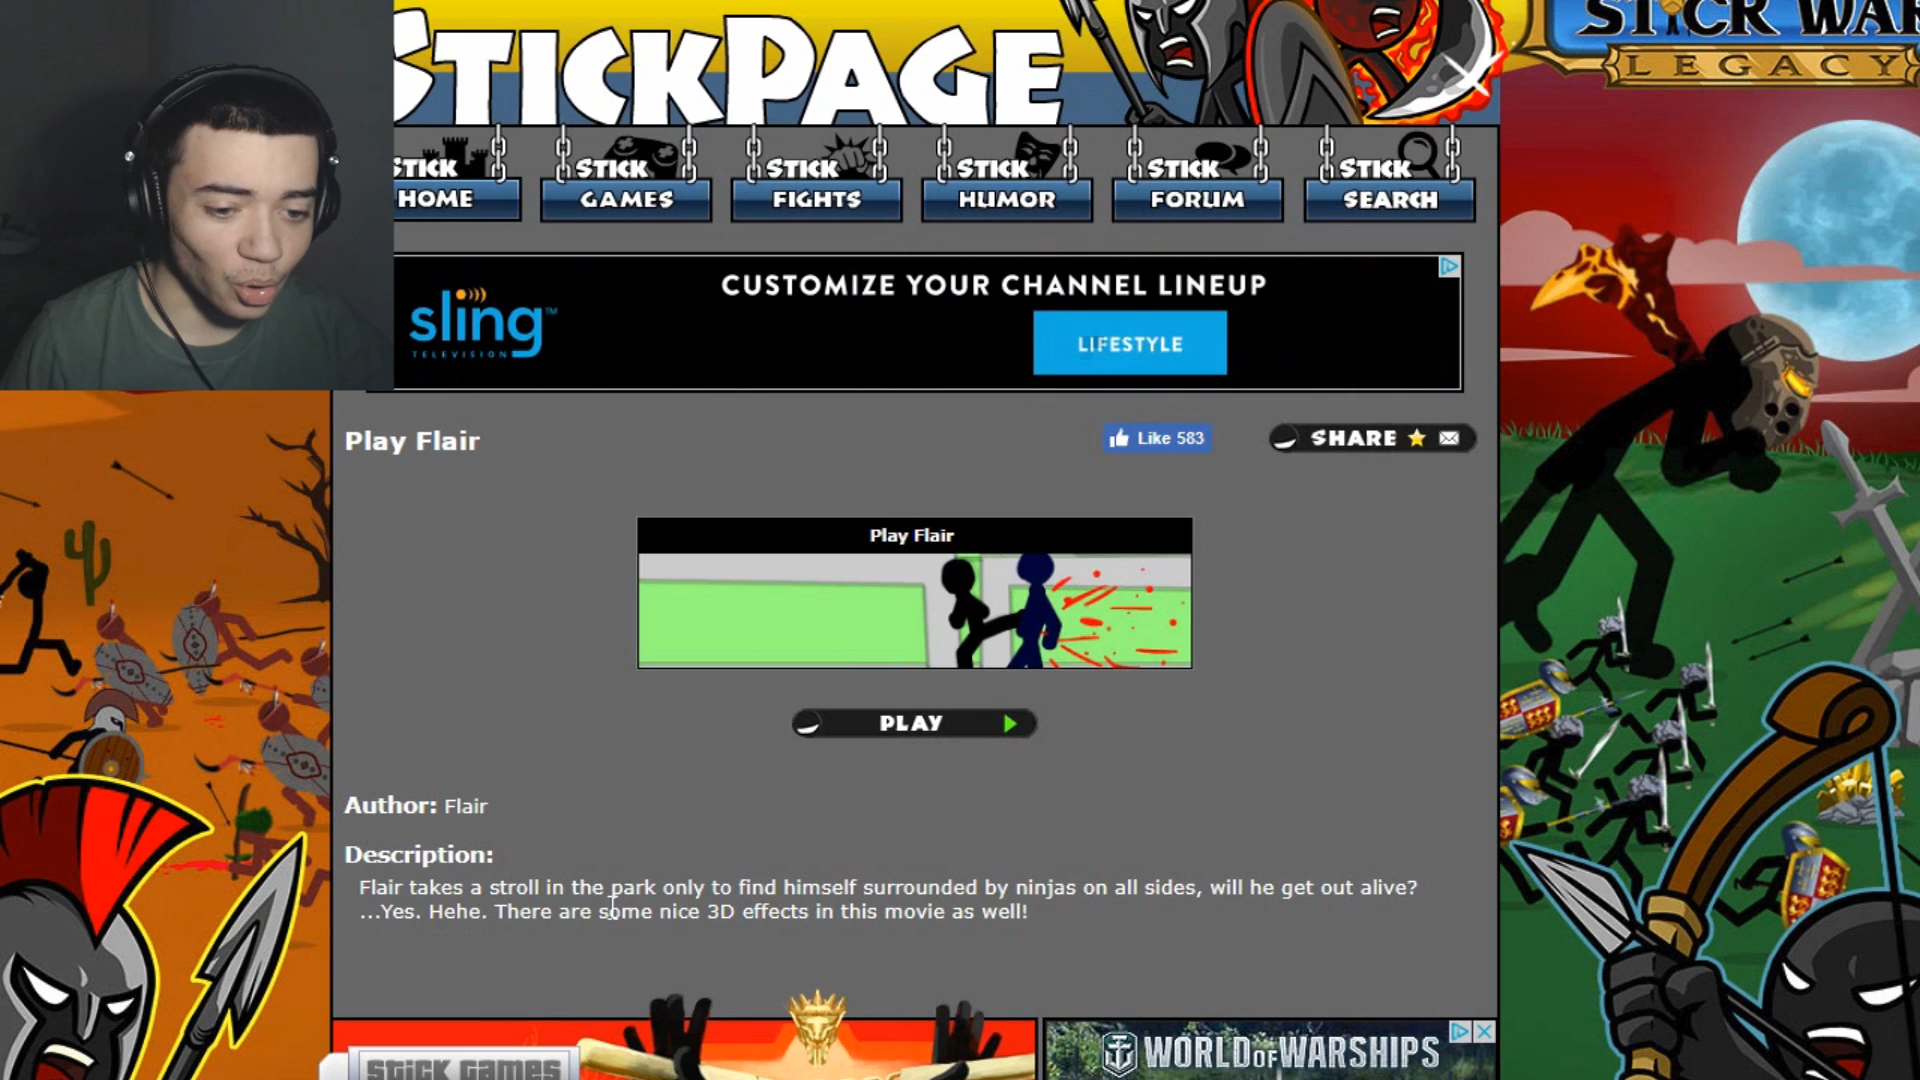 STICKPAGE
STICK WAR
LEGACY
STICK HOME
STICK GAMES
STICK FIGHTS
STICK HUMOR
STICK FORUM
STICK SEARCH
CUSTOMIZE YOUR CHANNEL LINEUP
sling™
TELEVISION
LIFESTYLE
Play Flair
Like 583
SHARE
Play Flair
PLAY
Author: Flair
Description:
Flair takes a stroll in the park only to find himself surrounded by ninjas on all sides, will he get out alive?
...Yes. Hehe. There are some nice 3D effects in this movie as well!
STICK GAMES
WORLD OF WARSHIPS